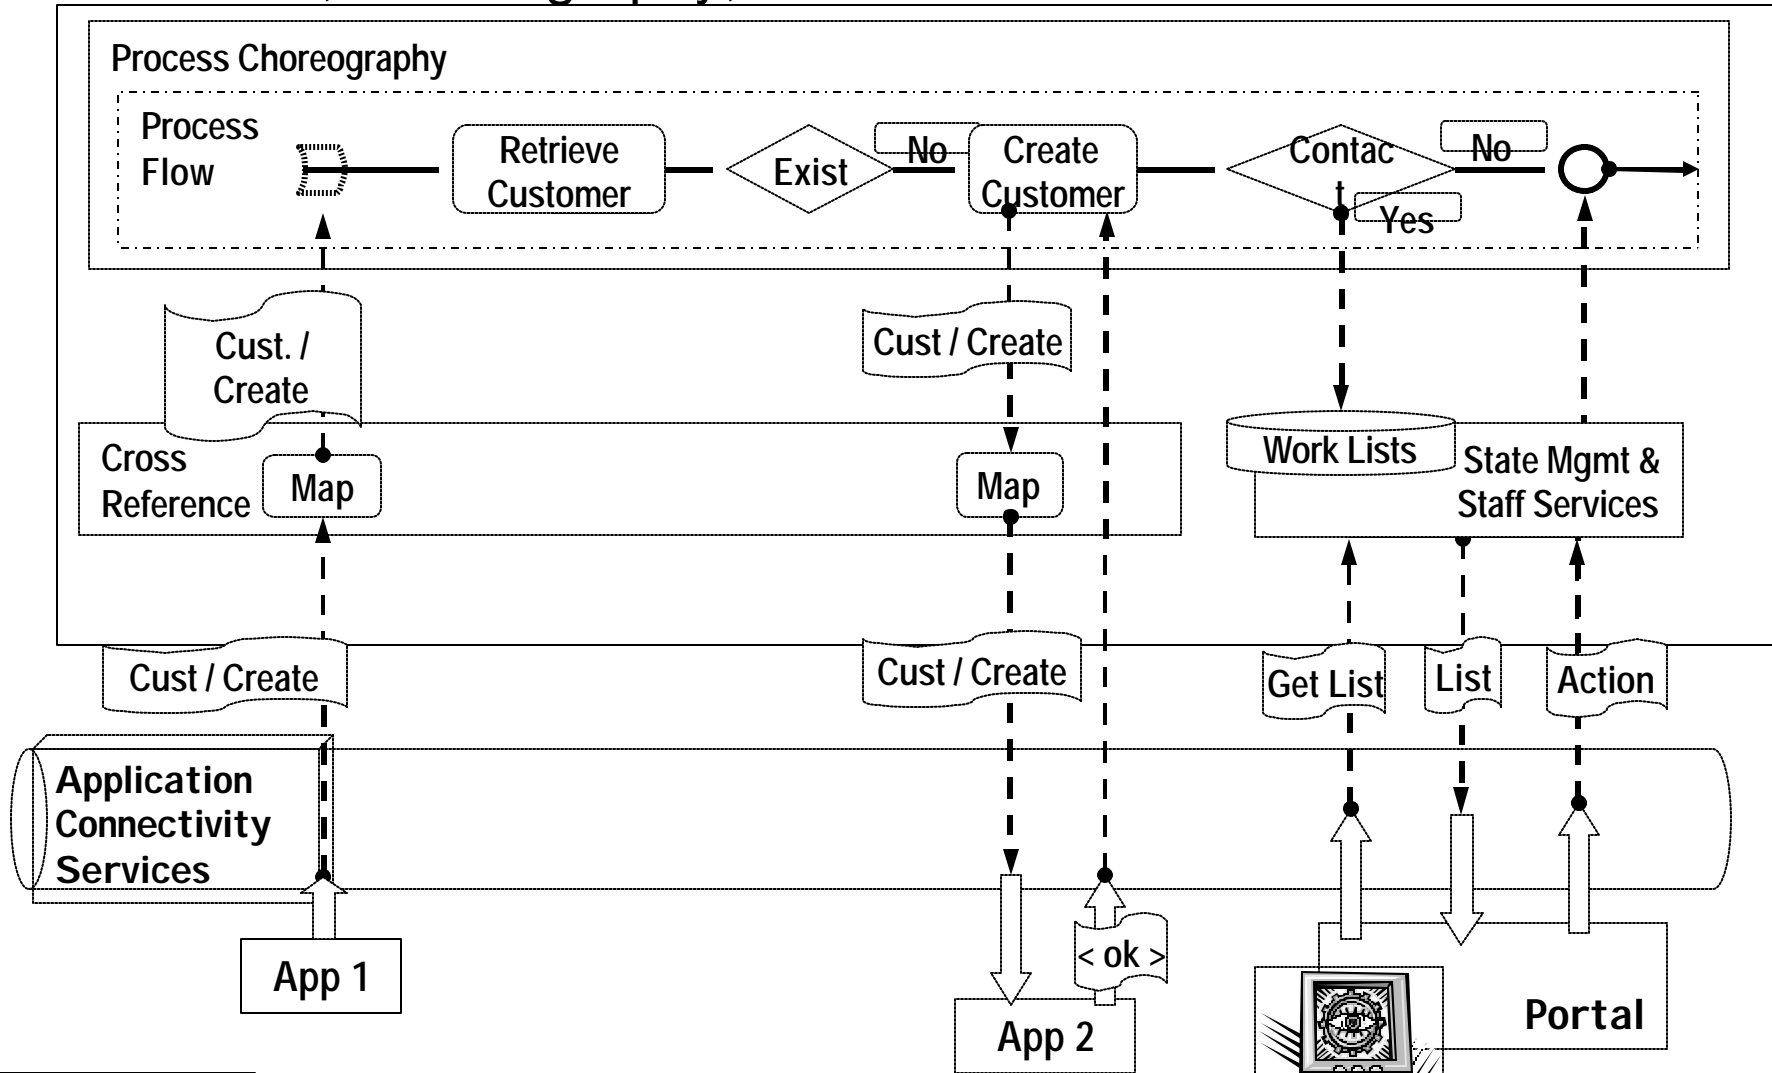 Process Choreography
Process
Flow
Retrieve
Customer
Exist
No
Create
Customer
Contac
t
No
Yes
Cust. /
Create
Cust / Create
Cross
Reference
Map
Map
Work Lists
State Mgmt &
Staff Services
Cust / Create
Cust / Create
Get List
List
Action
Application
Connectivity
Services
App 1
< ok >
App 2
Portal